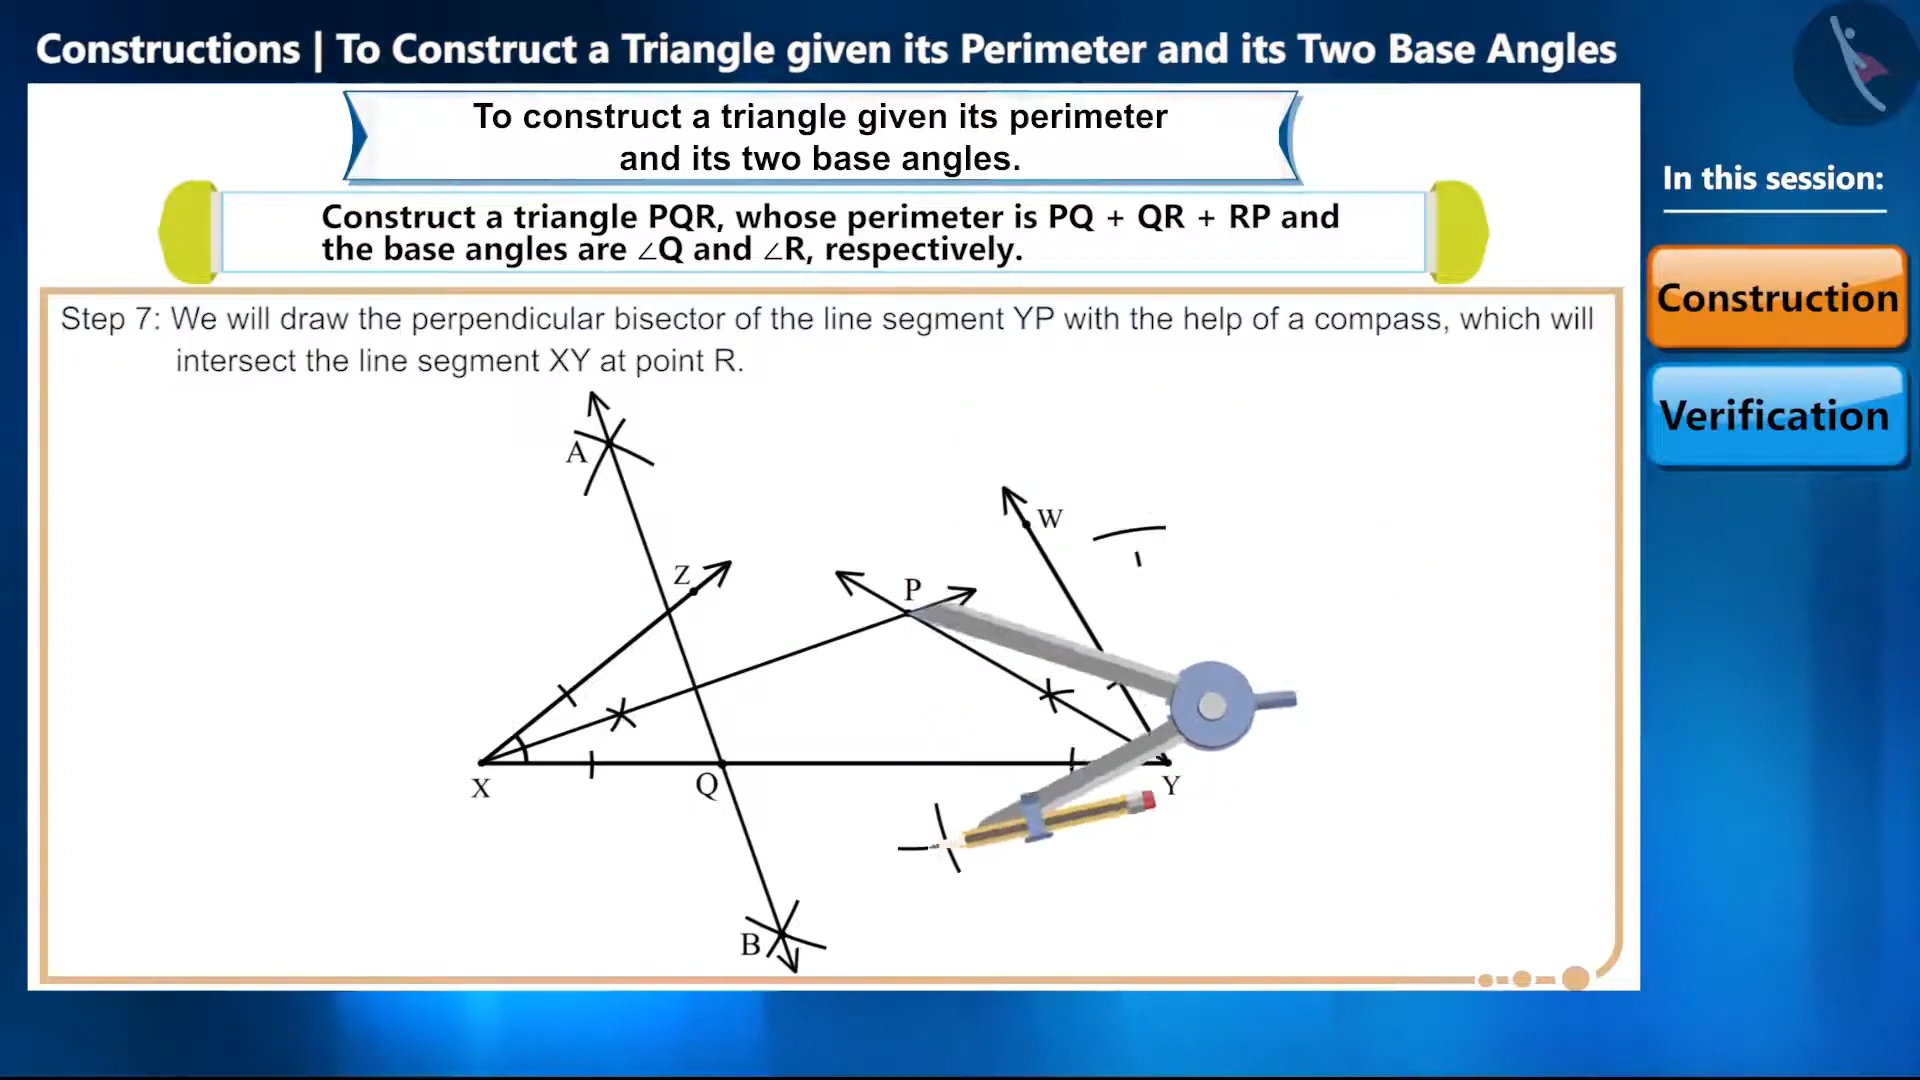 Constructions | To Construct a Triangle given its Perimeter and its Two Base Angles
To construct a triangle given its perimeter
and its two base angles.
In this session:
Construct a triangle PQR, whose perimeter is PQ + QR + RP and
the base angles are ∠Q and ∠R, respectively.
Construction
Step 7: We will draw the perpendicular bisector of the line segment YP with the help of a compass, which will
intersect the line segment XY at point R.
Verification
A
W
Z
P
X
Q
Y
B